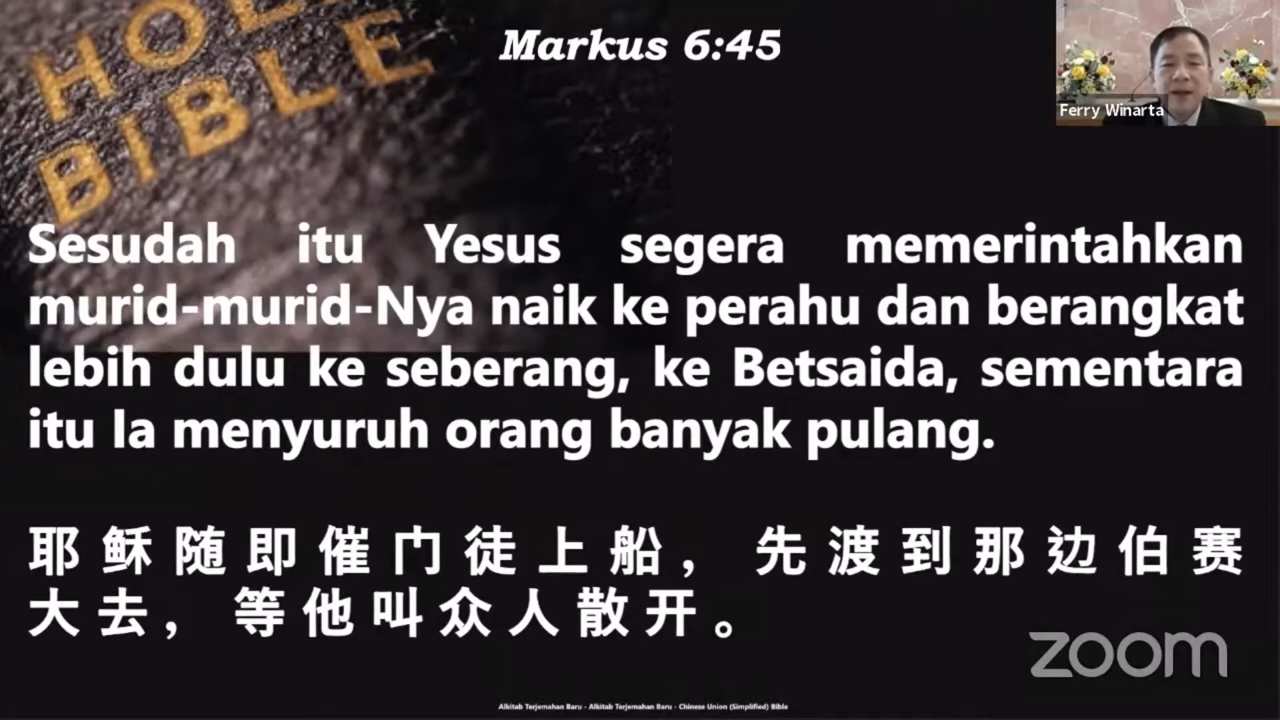 HOLY
BIBLE
Markus 6:45
Ferry Winarta
Sesudah itu Yesus segera memerintahkan
murid-murid-Nya naik ke perahu dan berangkat
lebih dulu ke seberang, ke Betsaida, sementara
itu Ia menyuruh orang banyak pulang.
耶稣随即催门徒上船，先渡到那边伯赛
大去，等他叫众人散开。
zoom
Alkitab Terjemahan Baru - Alkitab Terjemahan Baru - Chinese Union (Simplified) Bible